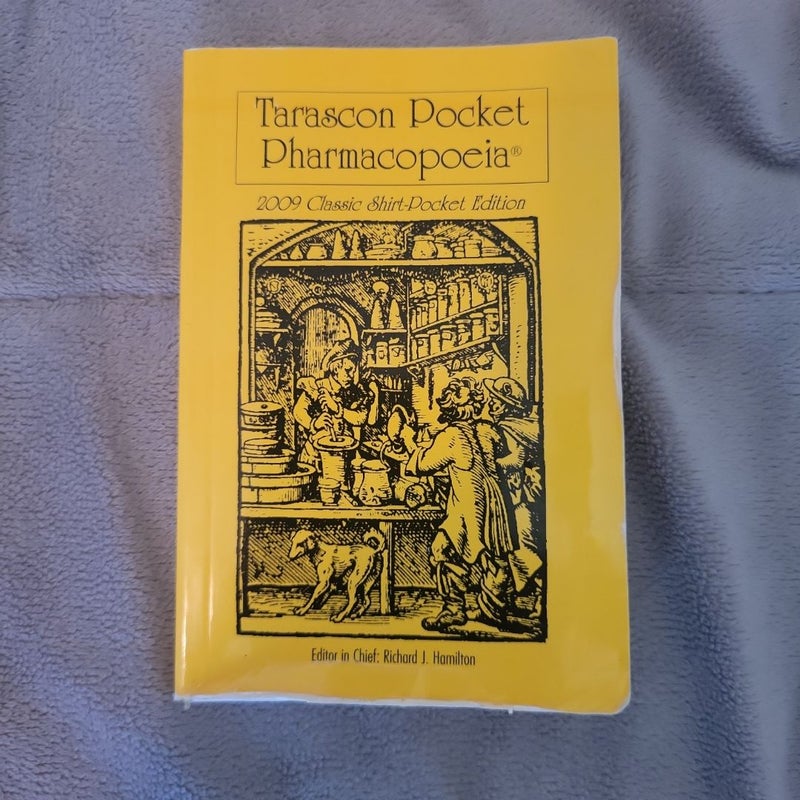 Tarascon Pocket
Pharmacopoeia®
2009 Classic Shirt-Pocket Edition
Editor in Chief: Richard J. Hamilton